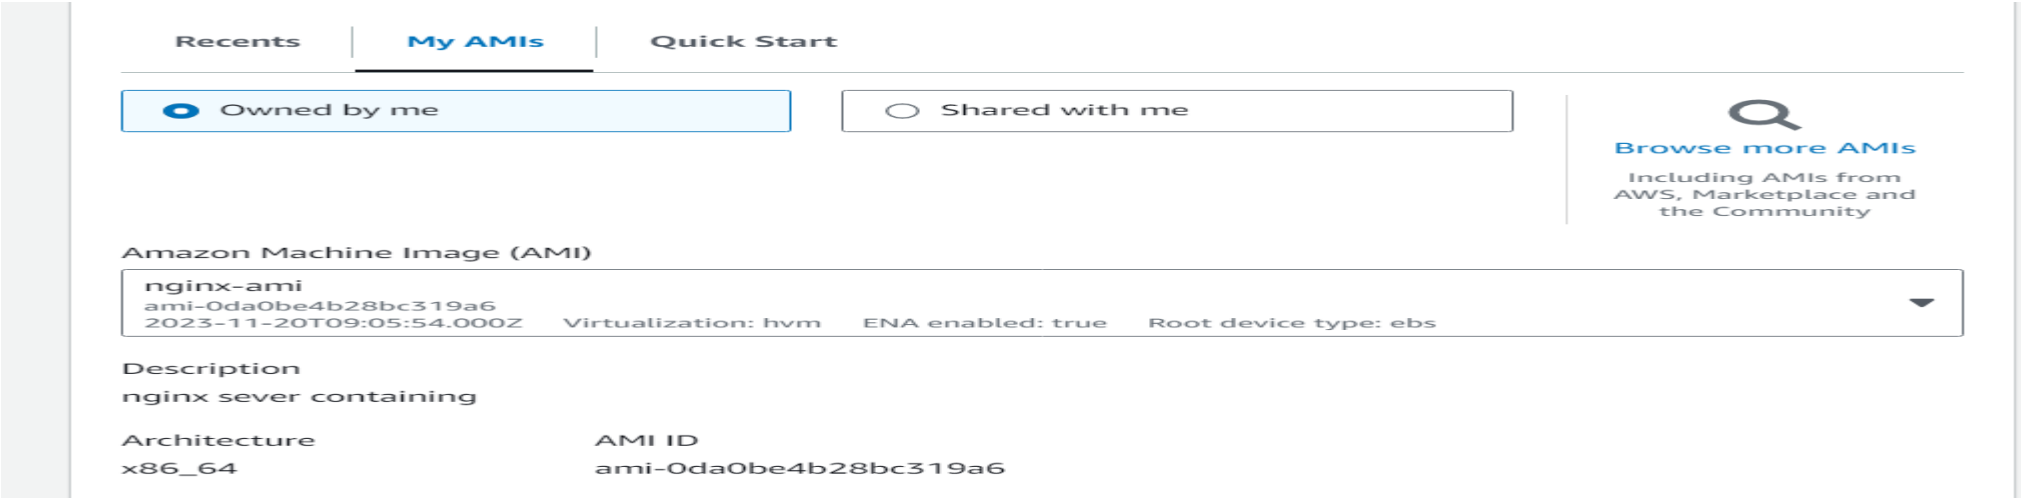 Recents My AMIs Quick Start
Owned by me Shared with me
Browse more AMIs
Including AMIs from
AWS, Marketplace and
the Community
Amazon Machine Image (AMI)
nginx-ami
ami-0da0be4b28bc319a6
2023-11-20T09:05:54.000Z Virtualization: hvm ENA enabled: true Root device type: ebs
Description
nginx sever containing
Architecture AMI ID
x86_64 ami-0da0be4b28bc319a6